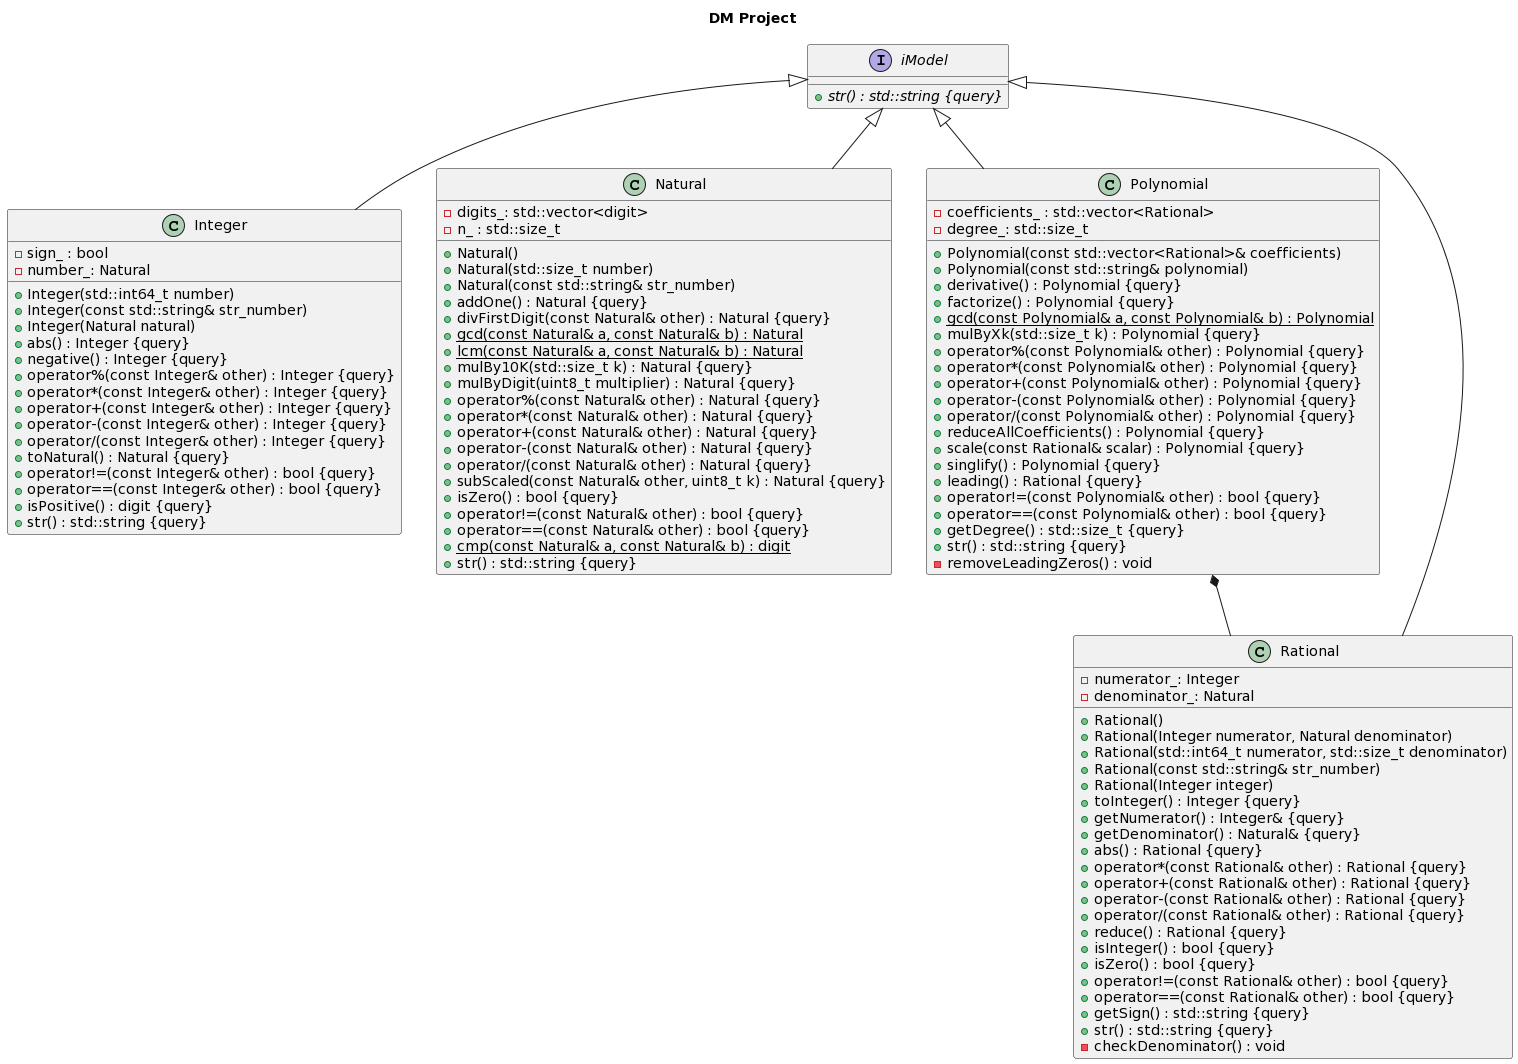 DM Project
I iModel
str() : std::string {query}
C Integer
sign_ : bool
number_: Natural
Integer(std::int64_t number)
Integer(const std::string& str_number)
Integer(Natural natural)
abs() : Integer {query}
negative() : Integer {query}
operator%(const Integer& other) : Integer {query}
operator*(const Integer& other) : Integer {query}
operator+(const Integer& other) : Integer {query}
operator-(const Integer& other) : Integer {query}
operator/(const Integer& other) : Integer {query}
toNatural() : Natural {query}
operator!=(const Integer& other) : bool {query}
operator==(const Integer& other) : bool {query}
isPositive() : digit {query}
str() : std::string {query}
C Natural
digits_: std::vector<digit>
n_ : std::size_t
Natural()
Natural(std::size_t number)
Natural(const std::string& str_number)
addOne() : Natural {query}
divFirstDigit(const Natural& other) : Natural {query}
gcd(const Natural& a, const Natural& b) : Natural
lcm(const Natural& a, const Natural& b) : Natural
mulBy10K(std::size_t k) : Natural {query}
mulByDigit(uint8_t multiplier) : Natural {query}
operator%(const Natural& other) : Natural {query}
operator*(const Natural& other) : Natural {query}
operator+(const Natural& other) : Natural {query}
operator-(const Natural& other) : Natural {query}
operator/(const Natural& other) : Natural {query}
subScaled(const Natural& other, uint8_t k) : Natural {query}
isZero() : bool {query}
operator!=(const Natural& other) : bool {query}
operator==(const Natural& other) : bool {query}
cmp(const Natural& a, const Natural& b) : digit
str() : std::string {query}
C Polynomial
coefficients_ : std::vector<Rational>
degree_: std::size_t
Polynomial(const std::vector<Rational>& coefficients)
Polynomial(const std::string& polynomial)
derivative() : Polynomial {query}
factorize() : Polynomial {query}
gcd(const Polynomial& a, const Polynomial& b) : Polynomial
mulByXk(std::size_t k) : Polynomial {query}
operator%(const Polynomial& other) : Polynomial {query}
operator*(const Polynomial& other) : Polynomial {query}
operator+(const Polynomial& other) : Polynomial {query}
operator-(const Polynomial& other) : Polynomial {query}
operator/(const Polynomial& other) : Polynomial {query}
reduceAllCoefficients() : Polynomial {query}
scale(const Rational& scalar) : Polynomial {query}
singlify() : Polynomial {query}
leading() : Rational {query}
operator!=(const Polynomial& other) : bool {query}
operator==(const Polynomial& other) : bool {query}
getDegree() : std::size_t {query}
str() : std::string {query}
removeLeadingZeros() : void
C Rational
numerator_: Integer
denominator_: Natural
Rational()
Rational(Integer numerator, Natural denominator)
Rational(std::int64_t numerator, std::size_t denominator)
Rational(const std::string& str_number)
Rational(Integer integer)
toInteger() : Integer {query}
getNumerator() : Integer& {query}
getDenominator() : Natural& {query}
abs() : Rational {query}
operator*(const Rational& other) : Rational {query}
operator+(const Rational& other) : Rational {query}
operator-(const Rational& other) : Rational {query}
operator/(const Rational& other) : Rational {query}
reduce() : Rational {query}
isInteger() : bool {query}
isZero() : bool {query}
operator!=(const Rational& other) : bool {query}
operator==(const Rational& other) : bool {query}
getSign() : std::string {query}
str() : std::string {query}
checkDenominator() : void